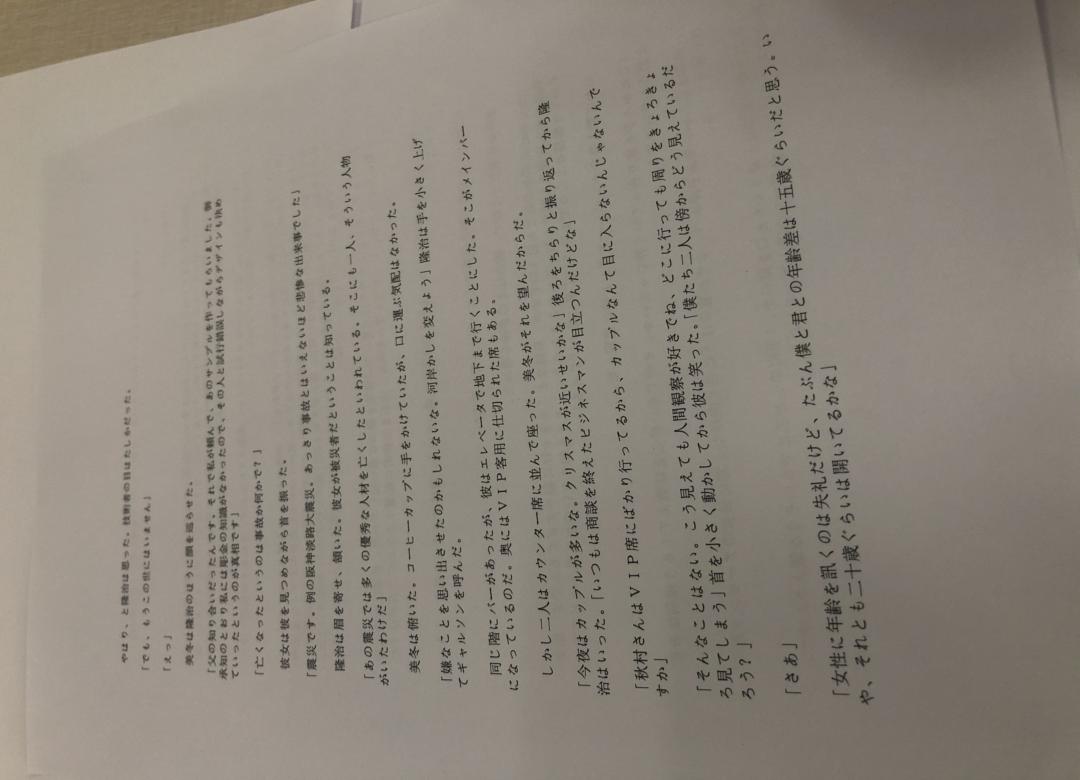 やはり、と隆治は思った。技術者の目はたしかだった。
「でも、もうこの世にはいません」
「えっ」
美冬は隆治のほうに顔を巡らせた。
「父の知り合いだったんです。それで私が頼んで、あのサンプルを作ってもらいました。御
承知のとおり私には彫金の知識がなかったので、その人と試行錯誤しながらデザインも決め
ていったというのが真相です」
「亡くなったというのは事故か何かで？」
彼女は彼を見つめながら首を振った。
「震災です。例の阪神淡路大震災。あっさり事故とはいえないほど悲惨な出来事でした」
隆治は眉を寄せ、頷いた。彼女が被災者だということは知っている。
「あの震災では多くの優秀な人材を亡くしたといわれている。そこにも一人、そういう人物
がいたわけだ」
美冬は俯いた。コーヒーカップに手をかけていたが、口に運ぶ気配はなかった。
「嫌なことを思い出させたのかもしれないな。河岸かしを変えよう」隆治は手を小さく上げ
てギャルソンを呼んだ。
同じ階にバーがあったが、彼はエレベータで地下まで行くことにした。そこがメインバー
になっているのだ。奥にはＶＩＰ客用に仕切られた席もある。
しかし二人はカウンター席に並んで座った。美冬がそれを望んだからだ。
「今夜はカップルが多いな。クリスマスが近いせいかな」後ろをちらりと振り返ってから隆
治はいった。「いつもは商談を終えたビジネスマンが目立つんだけどな」
「秋村さんはＶＩＰ席にばかり行ってるから、カップルなんて目に入らないんじゃないんで
すか」
「そんなことはない。こう見えても人間観察が好きでね、どこに行っても周りをきょろきょ
ろ見てしまう」首を小さく動かしてから彼は笑った。「僕たち二人は傍からどう見えているだ
ろう？」
「さあ」
「女性に年齢を訊くのは失礼だけど、たぶん僕と君との年齢差は十五歳ぐらいだと思う。い
や、それとも二十歳ぐらいは開いてるかな」